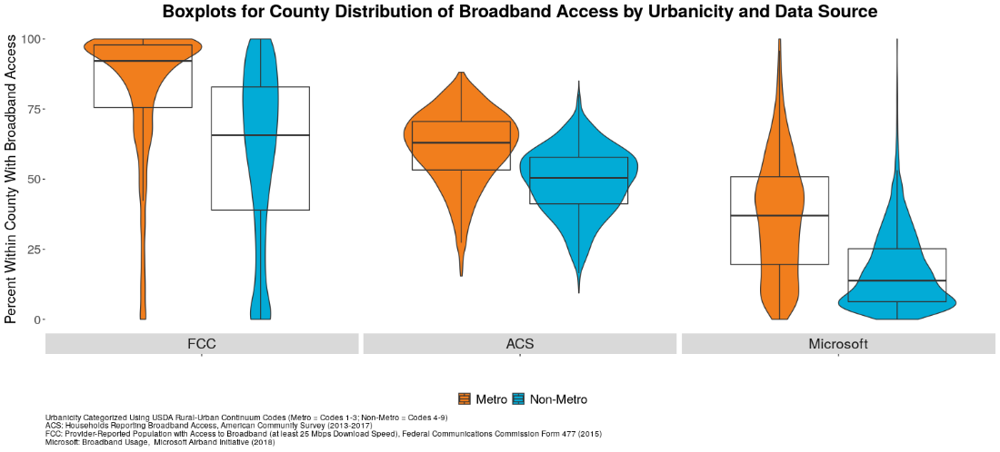 Boxplots for County Distribution of Broadband Access by Urbanicity and Data Source
Percent Within County With Broadband Access
100
75
50
25
0
FCC
ACS
Microsoft
Metro
Non-Metro
Urbanicity Categorized Using USDA Rural-Urban Continuum Codes (Metro = Codes 1-3; Non-Metro = Codes 4-9)
ACS: Households Reporting Broadband Access, American Community Survey (2013-2017)
FCC: Provider-Reported Population with Access to Broadband (at least 25 Mbps Download Speed), Federal Communications Commission Form 477 (2015)
Microsoft: Broadband Usage,  Microsoft Airband Initiative (2018)